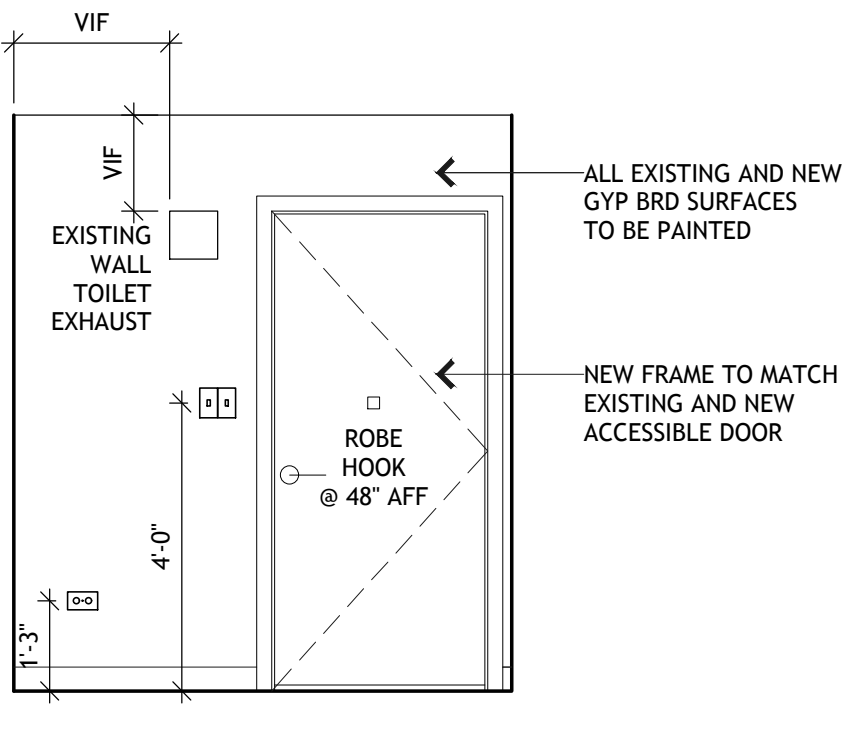 VIF
VIF
ALL EXISTING AND NEW
GYP BRD SURFACES
TO BE PAINTED
EXISTING
WALL
TOILET
EXHAUST
NEW FRAME TO MATCH
EXISTING AND NEW
ACCESSIBLE DOOR
ROBE
HOOK
@ 48" AFF
4'-0"
1'-3"